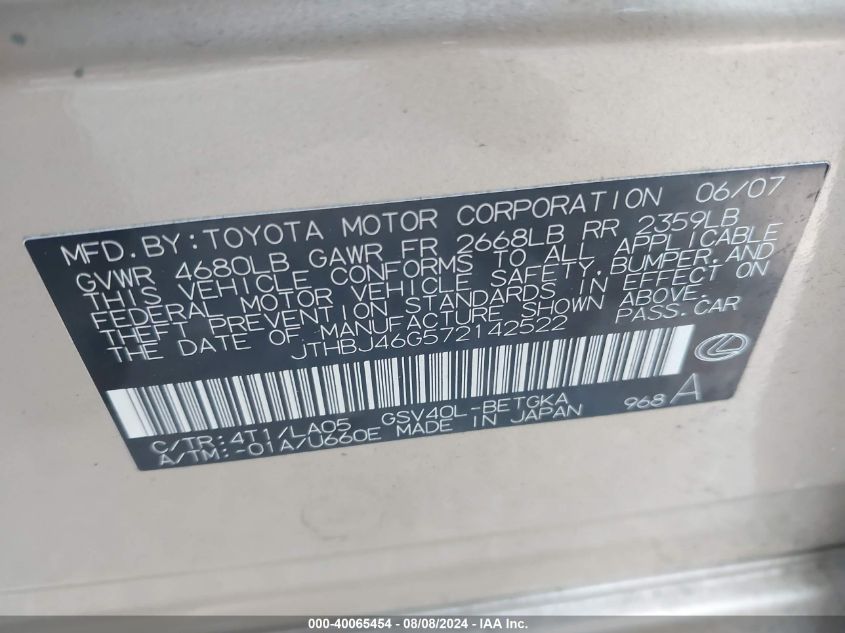 MFD. BY: TOYOTA MOTOR CORPORATION 06/07
GVWR 4680LB GAWR FR 2668LB RR 2359LB
THIS VEHICLE CONFORMS TO ALL APPLICABLE
FEDERAL MOTOR VEHICLE SAFETY, BUMPER, AND
THEFT PREVENTION STANDARDS IN EFFECT ON
THE DATE OF MANUFACTURE SHOWN ABOVE.
JTHBJ46G572142522 PASS. CAR
C/TR: 4T1/LA05 GSV40L-BETGKA 968 A
A/TM: -01A/U660E MADE IN JAPAN
000-40065454 - 08/08/2024 - IAA Inc.